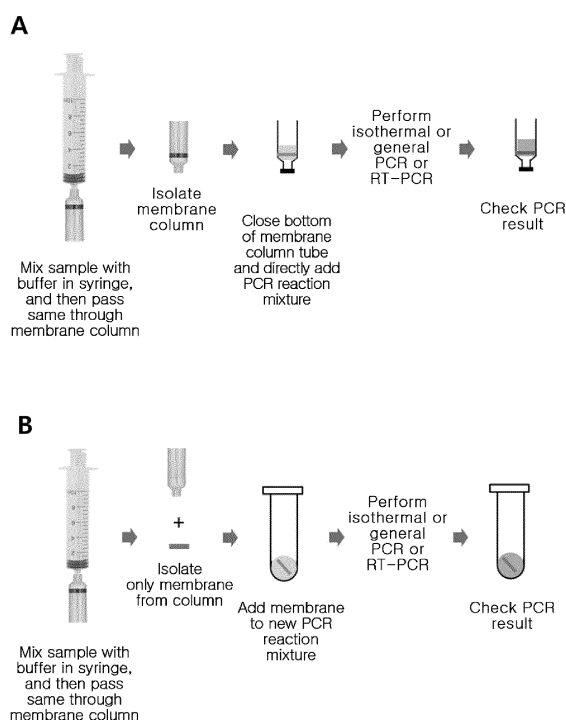 A
Mix sample with
buffer in syringe,
and then pass
same through
membrane column
Isolate
membrane
column
Close bottom
of membrane
column tube
and directly add
PCR reaction
mixture
Perform
isothermal or
general
PCR or
RT-PCR
Check PCR
result
B
Mix sample with
buffer in syringe,
and then pass
same through
membrane column
+
Isolate
only membrane
from column
Add membrane
to new PCR
reaction
mixture
Perform
isothermal or
general
PCR or
RT-PCR
Check PCR
result